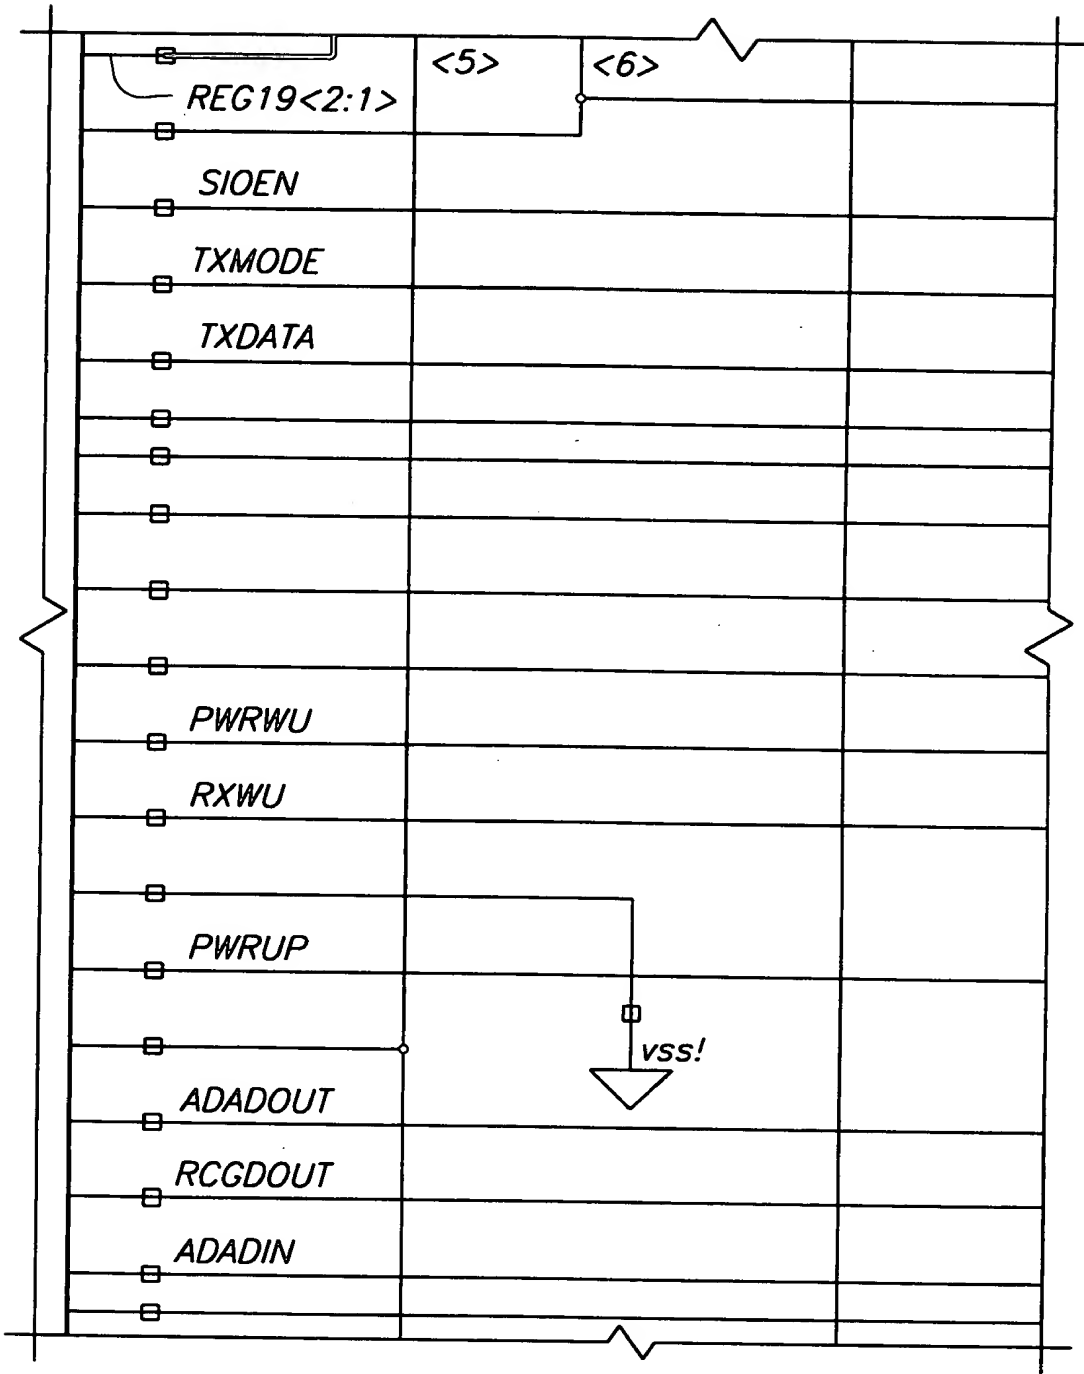 <5>
<6>
REG19<2:1>
SIOEN
TXMODE
TXDATA
PWRWU
RXWU
PWRUP
vss!
ADADOUT
RCGDOUT
ADADIN